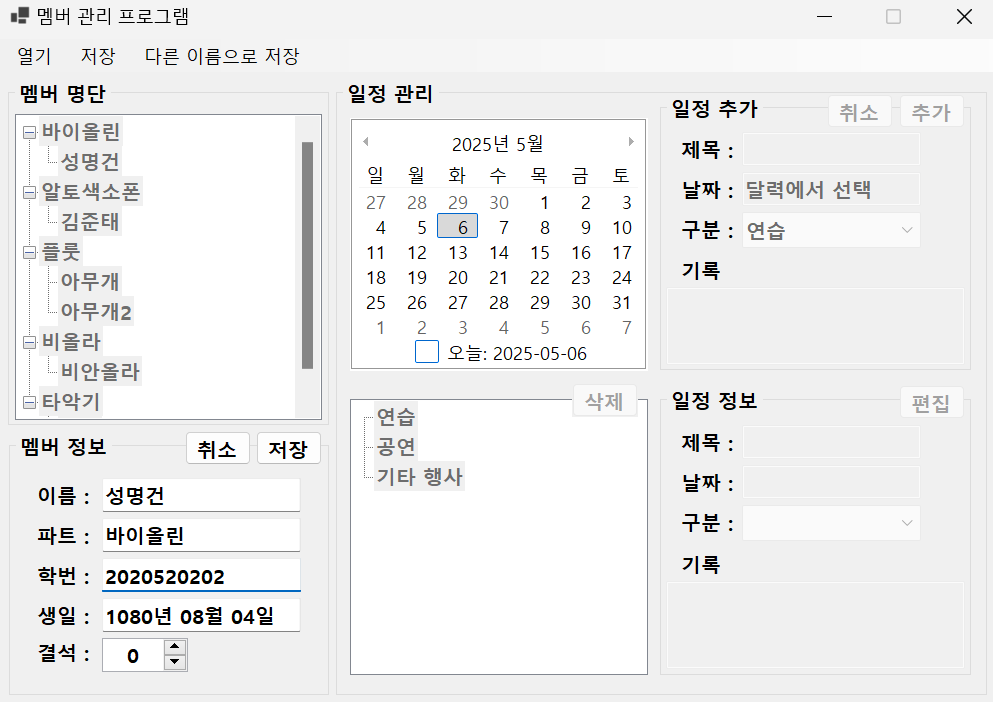 멤버 관리 프로그램
열기 저장 다른 이름으로 저장
멤버 명단
바이올린
성명건
알토색소폰
김준태
플룻
아무개
아무개2
비올라
비안올라
타악기
멤버 정보 취소 저장
이름 : 성명건
파트 : 바이올린
학번 : 2020520202
생일 : 1080년 08월 04일
결석 : 0
일정 관리
2025년 5월
일 월 화 수 목 금 토
27 28 29 30 1 2 3
4 5 6 7 8 9 10
11 12 13 14 15 16 17
18 19 20 21 22 23 24
25 26 27 28 29 30 31
1 2 3 4 5 6 7
오늘: 2025-05-06
삭제
연습
공연
기타 행사
일정 추가 취소 추가
제목 :
날짜 : 달력에서 선택
구분 : 연습
기록
일정 정보 편집
제목 :
날짜 :
구분 :
기록